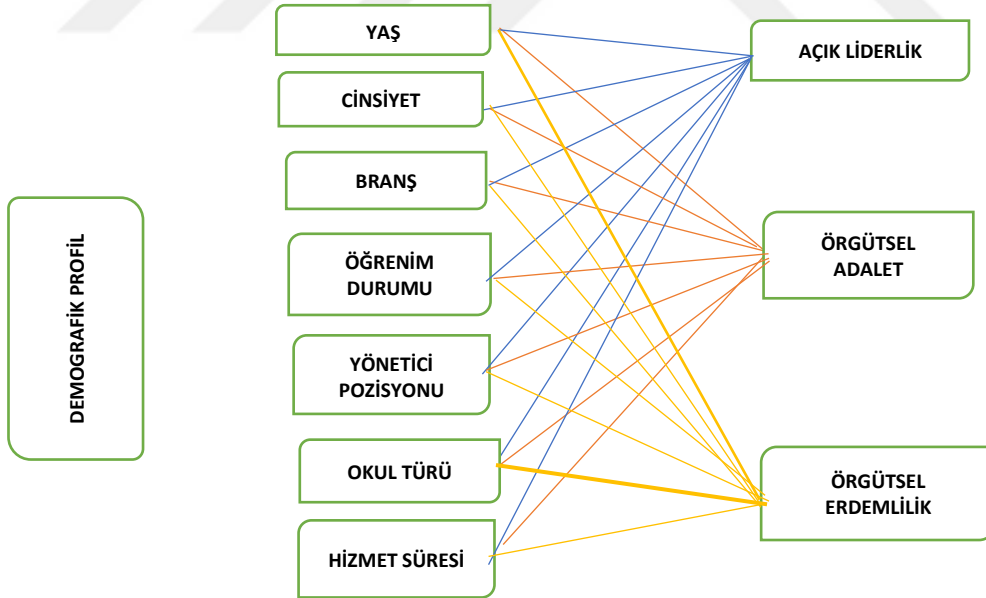 DEMOGRAFİK PROFİL
YAŞ
CİNSİYET
BRANŞ
ÖĞRENİM
DURUMU
YÖNETİCİ
POZİSYONU
OKUL TÜRÜ
HİZMET SÜRESİ
AÇIK LİDERLİK
ÖRGÜTSEL
ADALET
ÖRGÜTSEL
ERDEMLİLİK